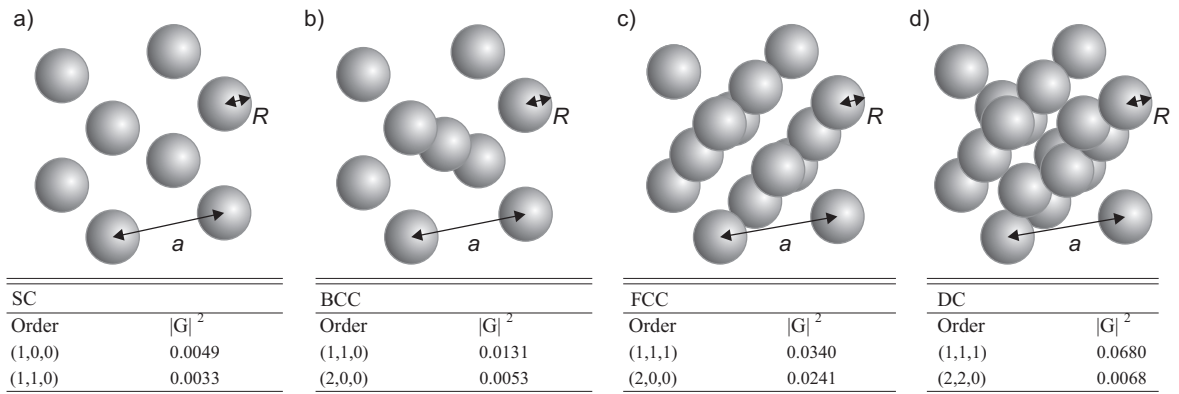 a) b) c) d)
R R R R
a a a a
SC BCC FCC DC
Order |G| ² Order |G| ² Order |G| ² Order |G| ²
(1,0,0) 0.0049 (1,1,0) 0.0131 (1,1,1) 0.0340 (1,1,1) 0.0680
(1,1,0) 0.0033 (2,0,0) 0.0053 (2,0,0) 0.0241 (2,2,0) 0.0068